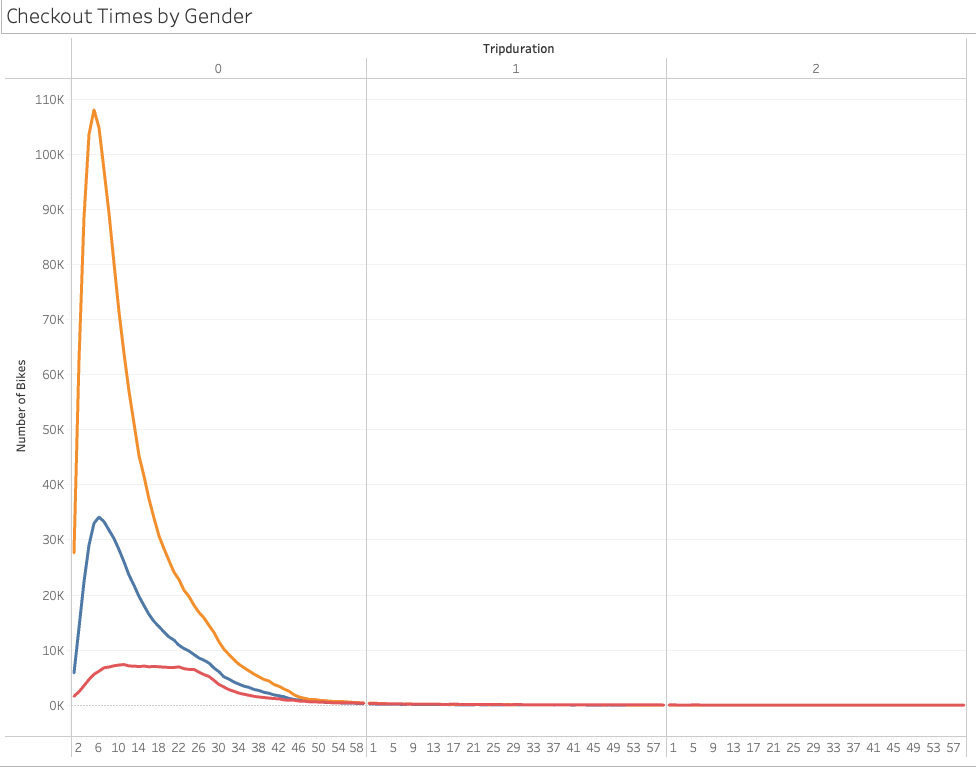 Checkout Times by Gender
Tripduration
0 1 2
110K
100K
90K
80K
70K
60K
50K
40K
30K
20K
10K
0K
Number of Bikes
2 6 10 14 18 22 26 30 34 38 42 46 50 54 58 1 5 9 13 17 21 25 29 33 37 41 45 49 53 57 1 5 9 13 17 21 25 29 33 37 41 45 49 53 57